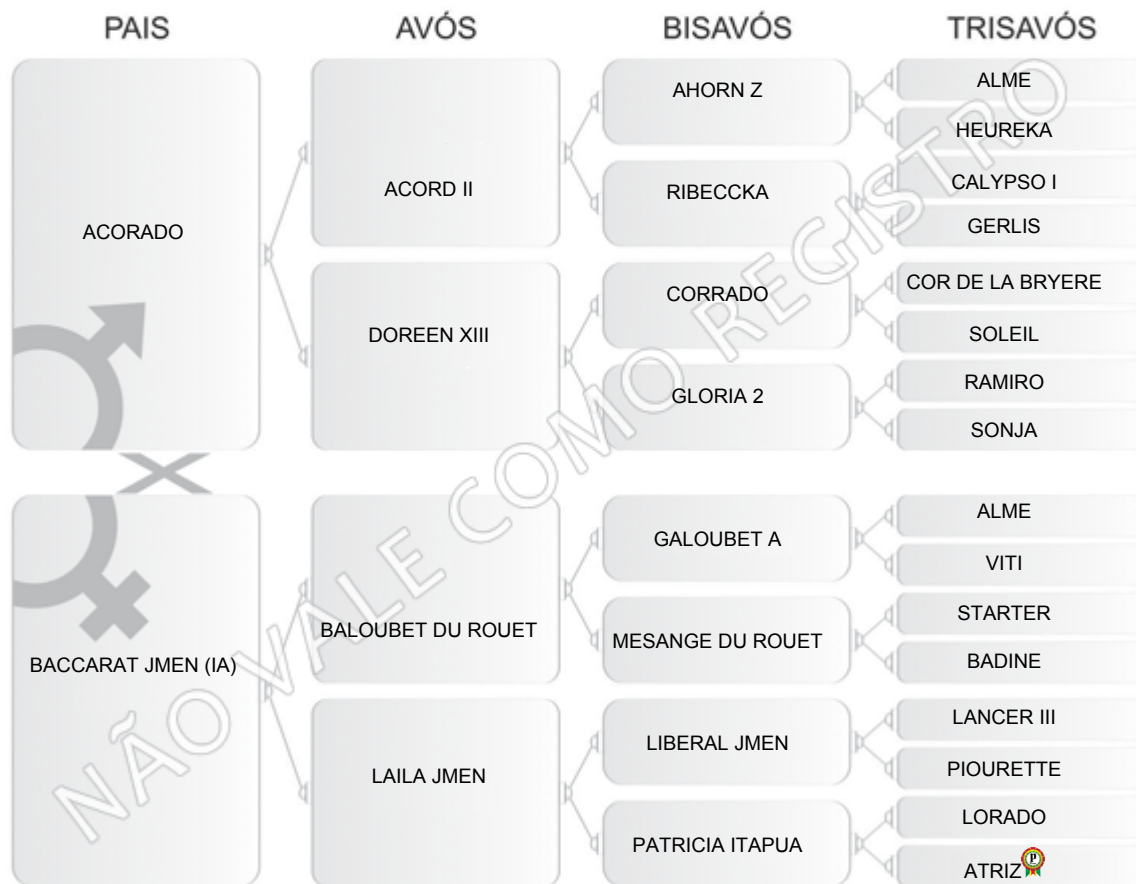 PAIS
AVÓS
BISAVÓS
TRISAVÓS
ACORADO
ACORD II
DOREEN XIII
AHORN Z
RIBECCKA
CORRADO
GLORIA 2
ALME
HEUREKA
CALYPSO I
GERLIS
COR DE LA BRYERE
SOLEIL
RAMIRO
SONJA
BACCARAT JMEN (IA)
BALOUBET DU ROUET
LAILA JMEN
GALOUBET A
MESANGE DU ROUET
LIBERAL JMEN
PATRICIA ITAPUA
ALME
VITI
STARTER
BADINE
LANCER III
PIOURETTE
LORADO
ATRIZ
P
NÃO VALE COMO REGISTRO